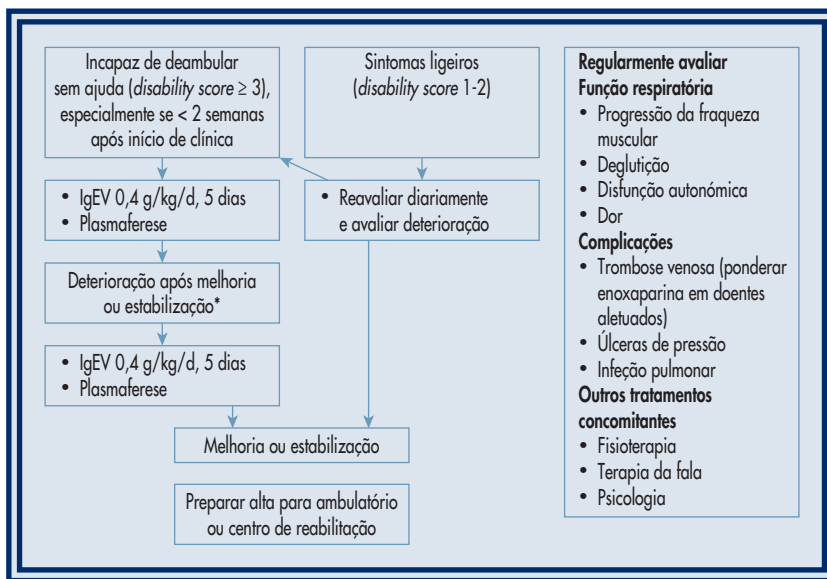 Incapaz de deambular
sem ajuda (disability score ≥ 3),
especialmente se < 2 semanas
após início de clínica
Sintomas ligeiros
(disability score 1-2)
• IgEV 0,4 g/kg/d, 5 dias
• Plasmaferese
• Reavaliar diariamente
e avaliar deterioração
Deterioração após melhoria
ou estabilização*
• IgEV 0,4 g/kg/d, 5 dias
• Plasmaferese
Melhoria ou estabilização
Preparar alta para ambulatório
ou centro de reabilitação
Regularmente avaliar
Função respiratória
• Progressão da fraqueza
muscular
• Deglutição
• Disfunção autonómica
• Dor
Complicações
• Trombose venosa (ponderar
enoxaparina em doentes
aletuados)
• Úlceras de pressão
• Infeção pulmonar
Outros tratamentos
concomitantes
• Fisioterapia
• Terapia da fala
• Psicologia